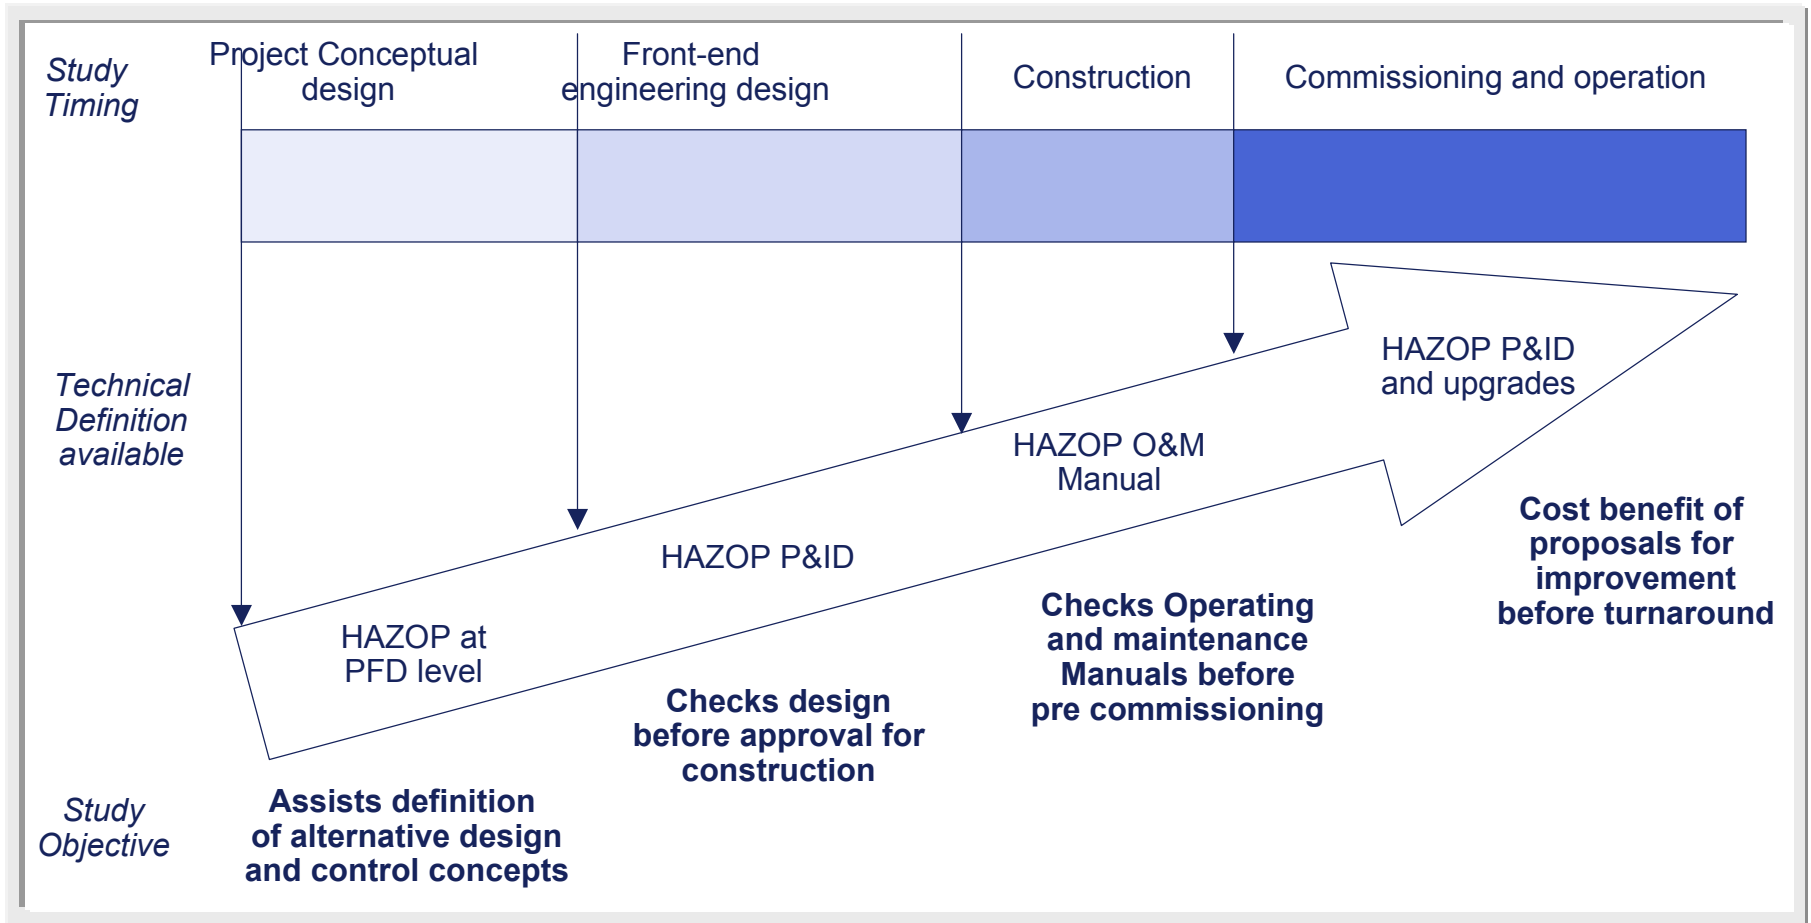 Study
Timing
Project Conceptual
design
Front-end
engineering design
Construction
Commissioning and operation
Technical
Definition
available
HAZOP at
PFD level
HAZOP P&ID
HAZOP O&M
Manual
HAZOP P&ID
and upgrades
Study
Objective
Assists definition
of alternative design
and control concepts
Checks design
before approval for
construction
Checks Operating
and maintenance
Manuals before
pre commissioning
Cost benefit of
proposals for
improvement
before turnaround